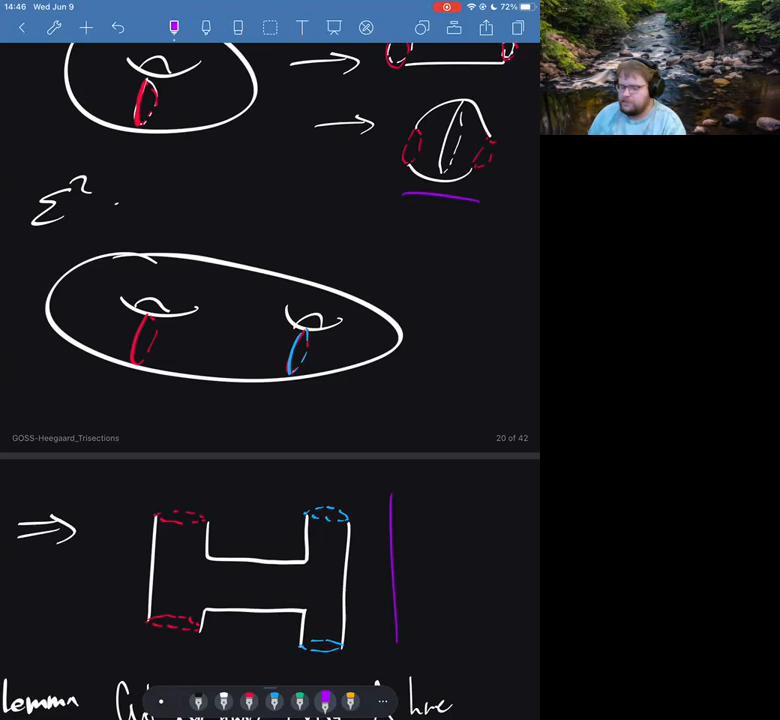 14:46 Wed Jun 9 72%
Σ²
GOSS-Heegaard_Trisections 20 of 42
⇒
lemma